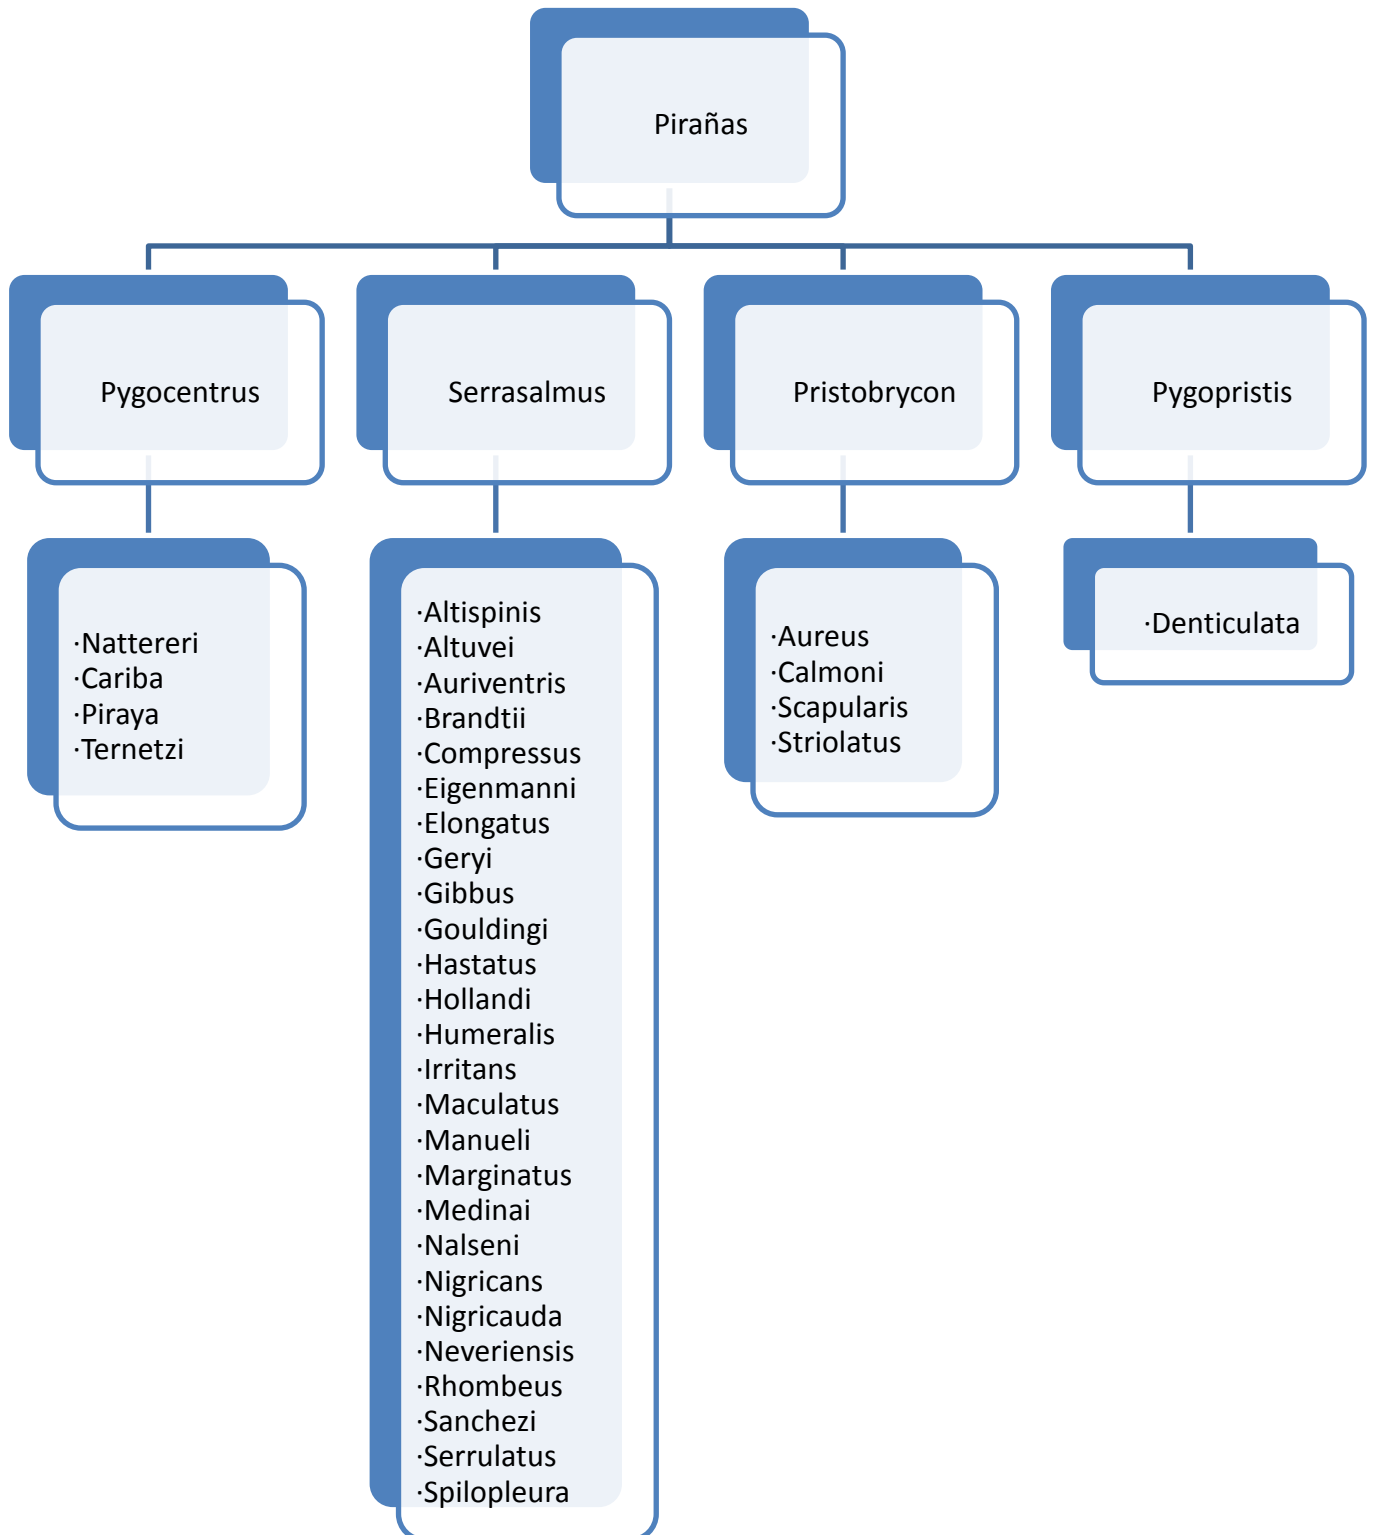 Pirañas
Pygocentrus
Serrasalmus
Pristobrycon
Pygopristis
·Nattereri
·Cariba
·Piraya
·Ternetzi
·Altispinis
·Altuvei
·Auriventris
·Brandtii
·Compressus
·Eigenmanni
·Elongatus
·Geryi
·Gibbus
·Gouldingi
·Hastatus
·Hollandi
·Humeralis
·Irritans
·Maculatus
·Manueli
·Marginatus
·Medinai
·Nalseni
·Nigricans
·Nigricauda
·Neveriensis
·Rhombeus
·Sanchezi
·Serrulatus
·Spilopleura
·Aureus
·Calmoni
·Scapularis
·Striolatus
·Denticulata